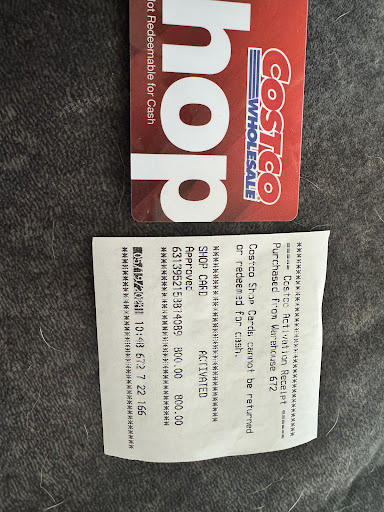 COSTCO
WHOLESALE
hop
ot Redeemable for Cash
===== Costco Activation Receipt =====
Purchased from Warehouse 672
Costco Shop Cards cannot be returned
or redeemed for cash.
SHOP CARD ACTIVATED
Approved
800.00 800.00
10:48 672 7 22 166